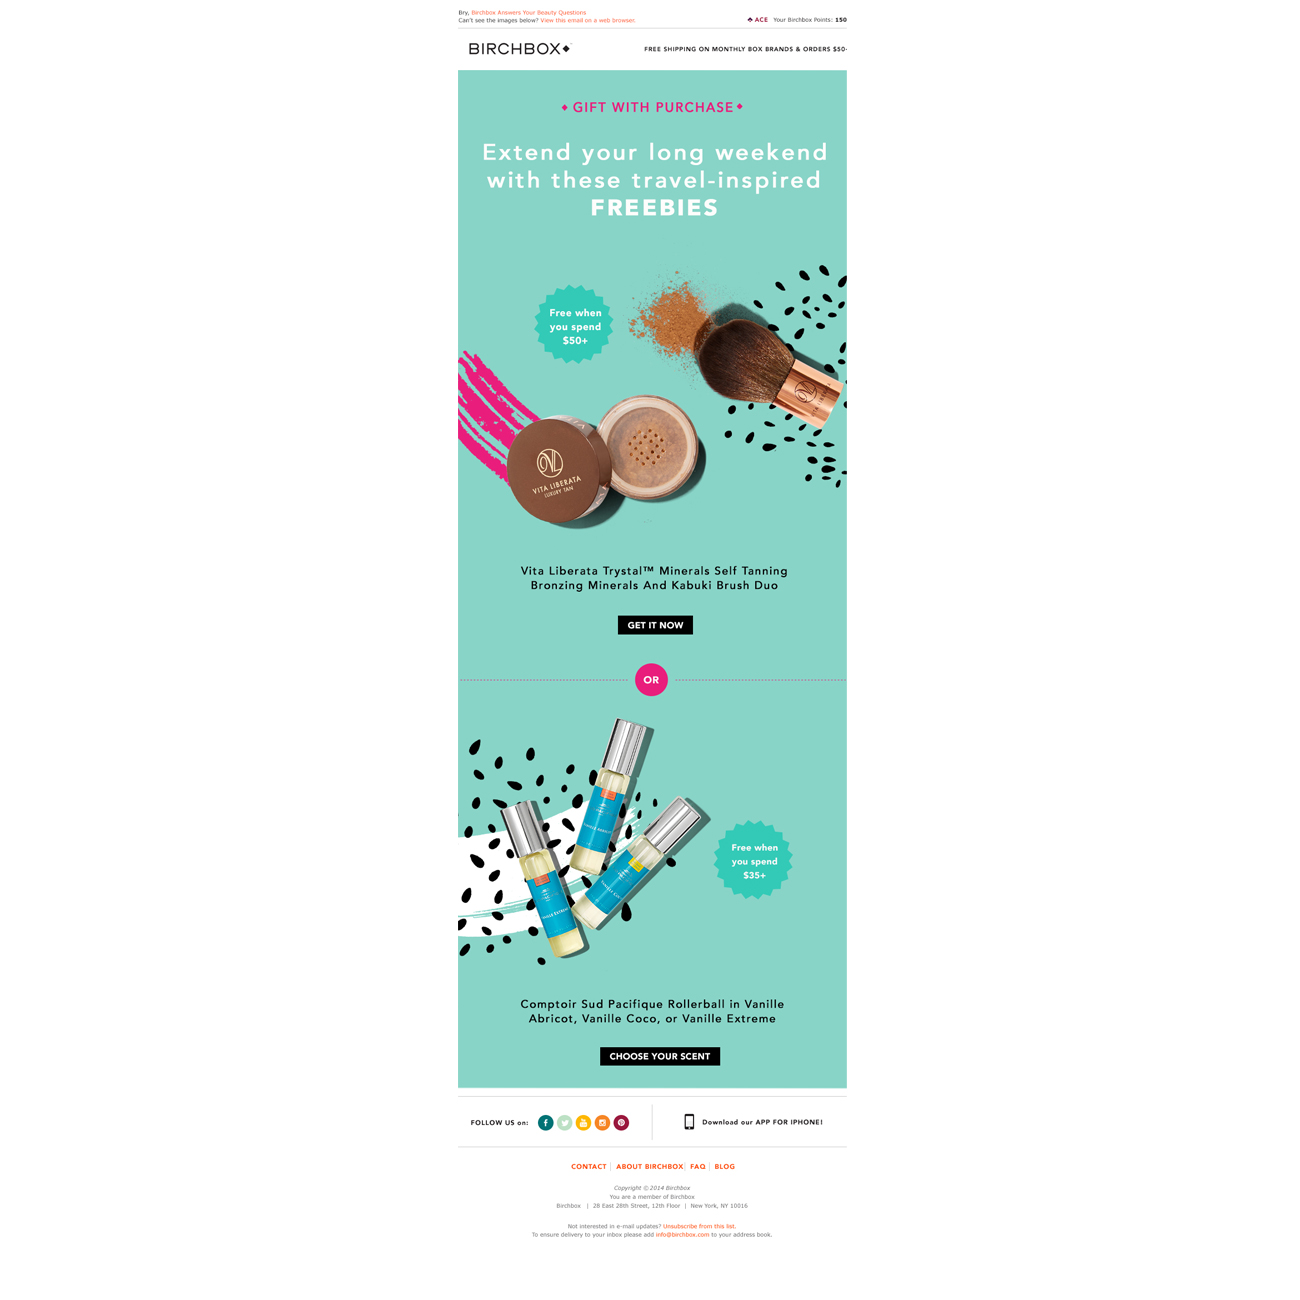 Bry, Birchbox Answers Your Beauty Questions
Can't see the images below? View this email on a web browser.
ACE Your Birchbox Points: 150
BIRCHBOX
FREE SHIPPING ON MONTHLY BOX BRANDS & ORDERS $50
GIFT WITH PURCHASE
Extend your long weekend
with these travel-inspired
FREEBIES
Free when
you spend
$50+
VITA LIBERATA
VITA LIBERATA
LUXURY TAN
Vita Liberata Trystal™ Minerals Self Tanning
Bronzing Minerals And Kabuki Brush Duo
GET IT NOW
OR
Free when
you spend
$35+
Comptoir Sud Pacifique Rollerball in Vanille
Abricot, Vanille Coco, or Vanille Extreme
CHOOSE YOUR SCENT
FOLLOW US on:
Download our APP FOR IPHONE!
CONTACT | ABOUT BIRCHBOX | FAQ | BLOG
Copyright © 2014 Birchbox
You are a member of Birchbox
Birchbox | 28 East 28th Street, 12th Floor | New York, NY 10016
Not interested in e-mail updates? Unsubscribe from this list.
To ensure delivery to your inbox please add info@birchbox.com to your address book.